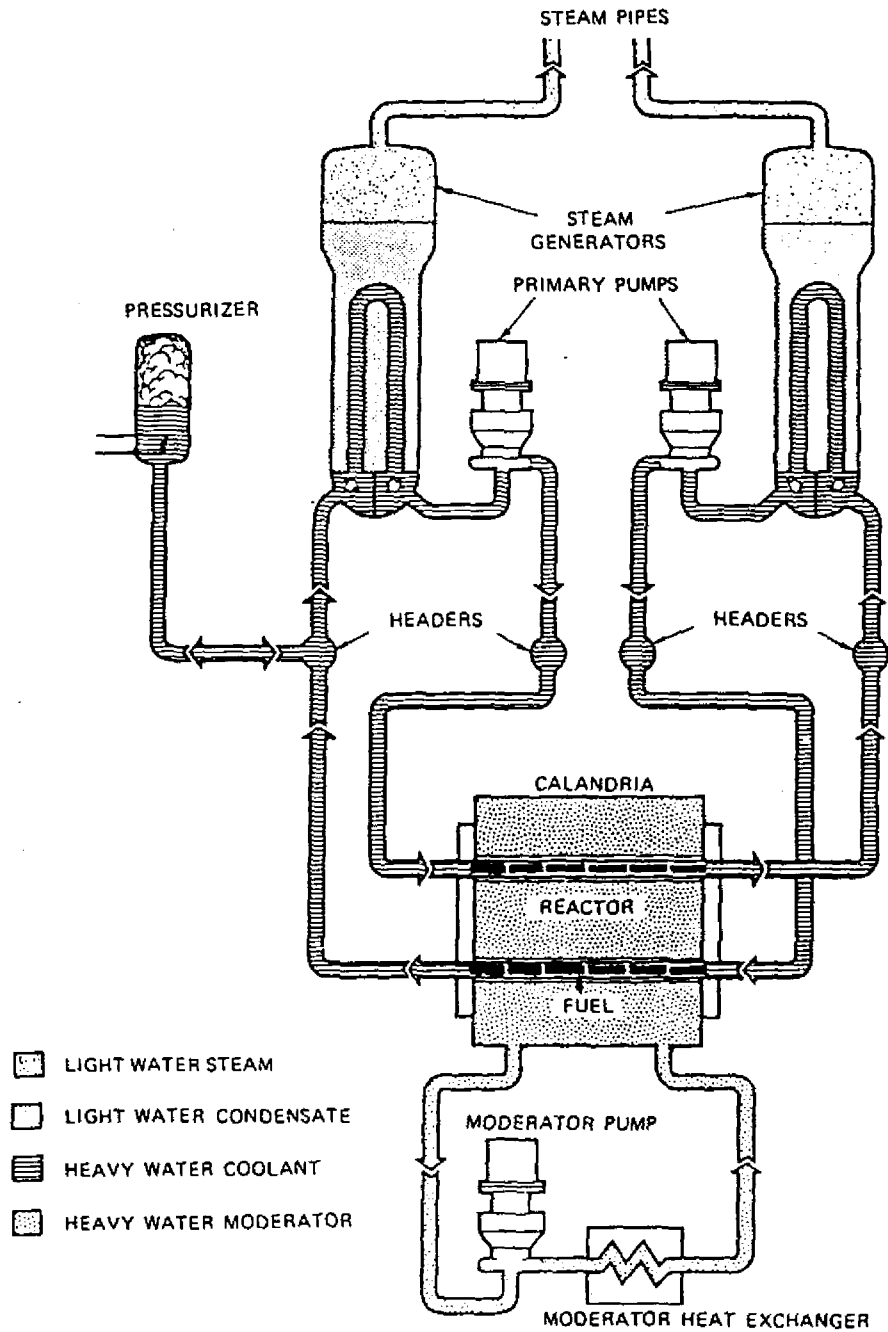 STEAM PIPES
STEAM
GENERATORS
PRIMARY PUMPS
PRESSURIZER
HEADERS
HEADERS
CALANDRIA
REACTOR
FUEL
LIGHT WATER STEAM
LIGHT WATER CONDENSATE
HEAVY WATER COOLANT
HEAVY WATER MODERATOR
MODERATOR PUMP
MODERATOR HEAT EXCHANGER